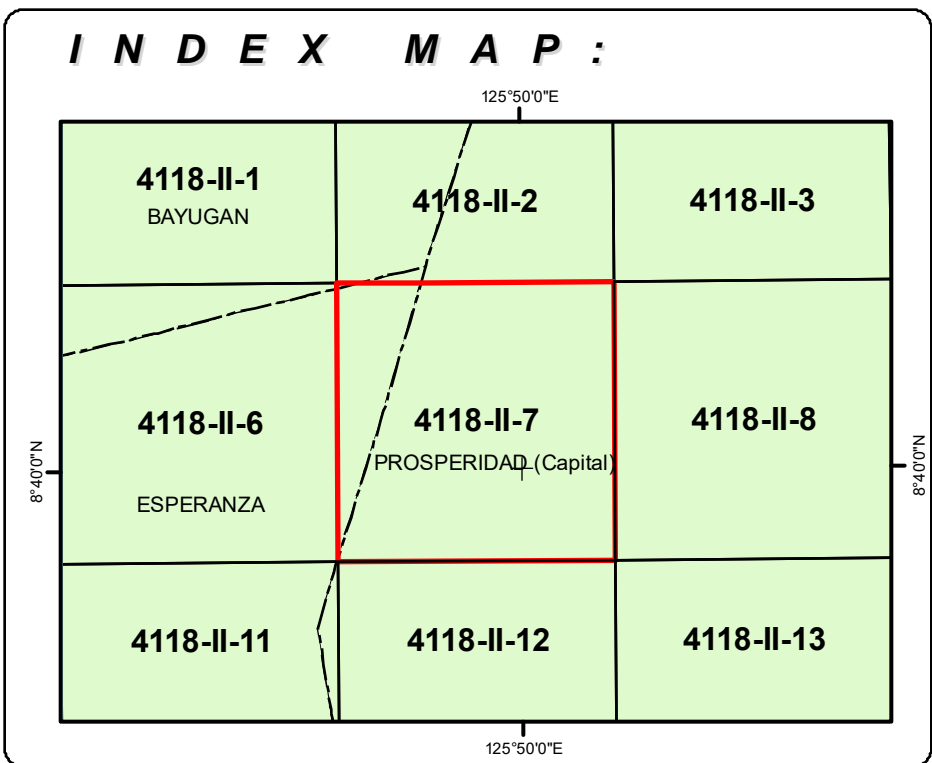 INDEX MAP:
125°50'0"E
4118-II-1
BAYUGAN
4118-II-2
4118-II-3
4118-II-6
ESPERANZA
4118-II-7
PROSPERIDAD (Capital)
4118-II-8
8°40'0"N
8°40'0"N
4118-II-11
4118-II-12
4118-II-13
125°50'0"E